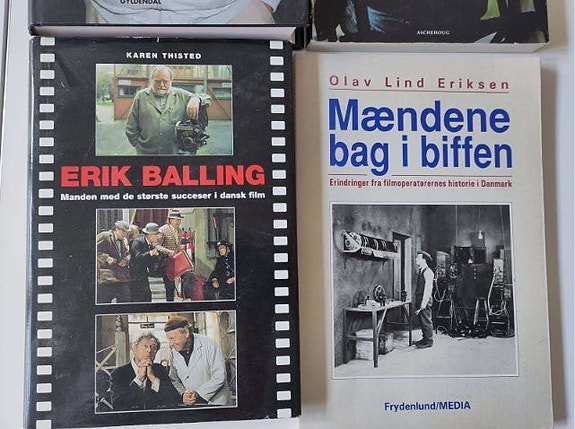 GYLDENDAL
ASCHEHOUG
KAREN THISTED
ERIK BALLING
Manden med de største succeser i dansk film
Olav Lind Eriksen
Mændene
bag i biffen
Erindringer fra filmoperatørernes historie i Danmark
Frydenlund/MEDIA